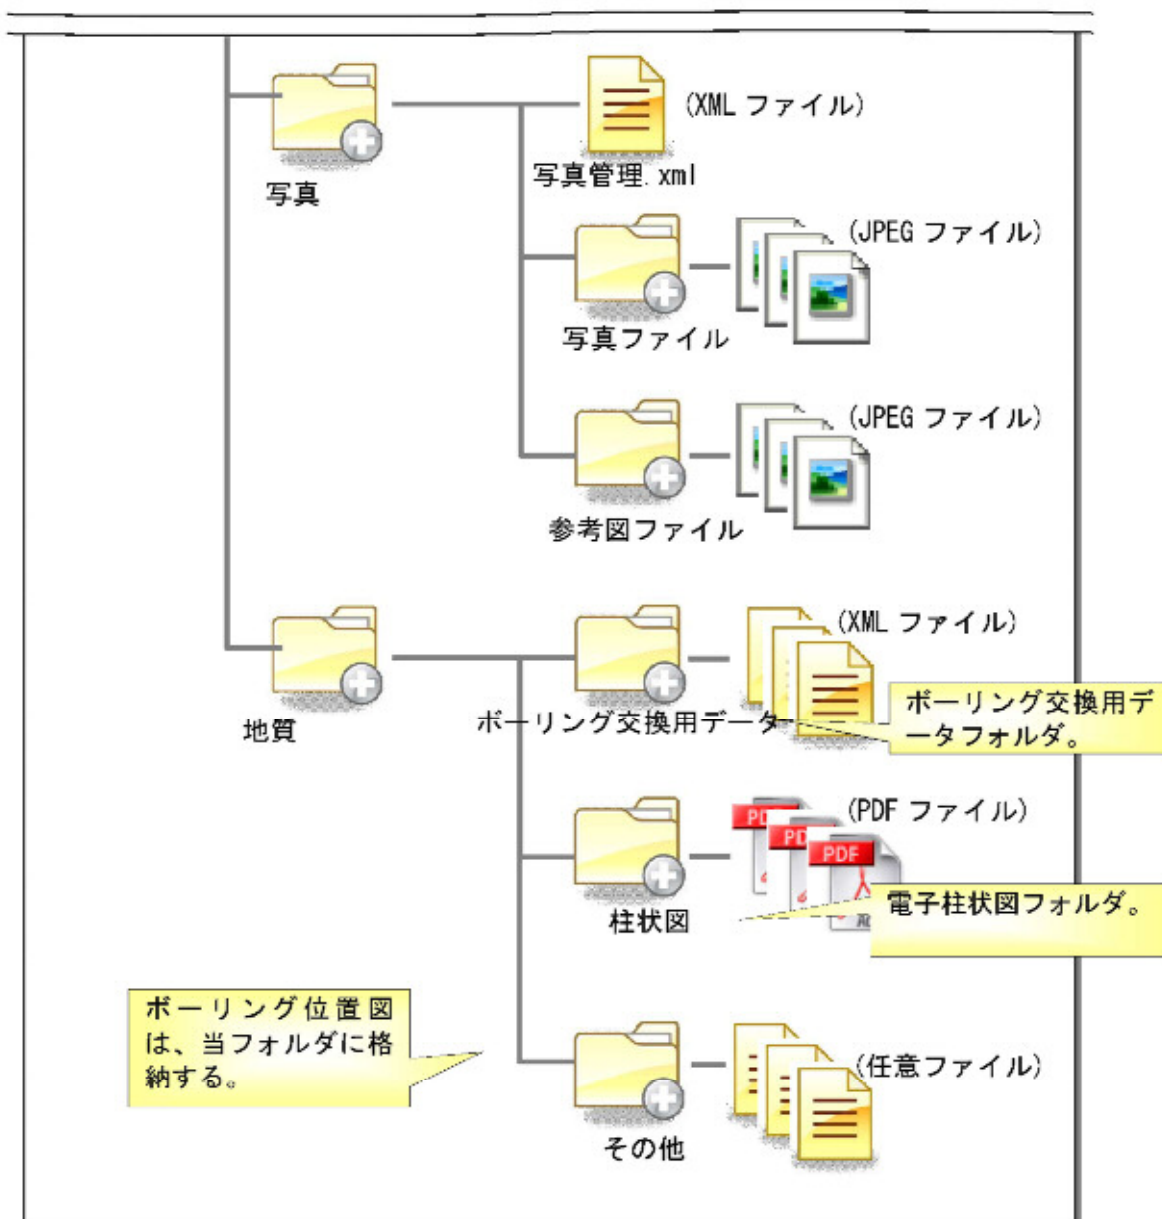 (XML ファイル)
写真
写真管理.xml
(JPEG ファイル)
写真ファイル
(JPEG ファイル)
参考図ファイル
(XML ファイル)
地質
ボーリング交換用データ
ボーリング交換用デ
ータフォルダ。
(PDF ファイル)
PDF
PDF
PDF
柱状図
電子柱状図フォルダ。
ボーリング位置図
は、当フォルダに格
納する。
(任意ファイル)
その他